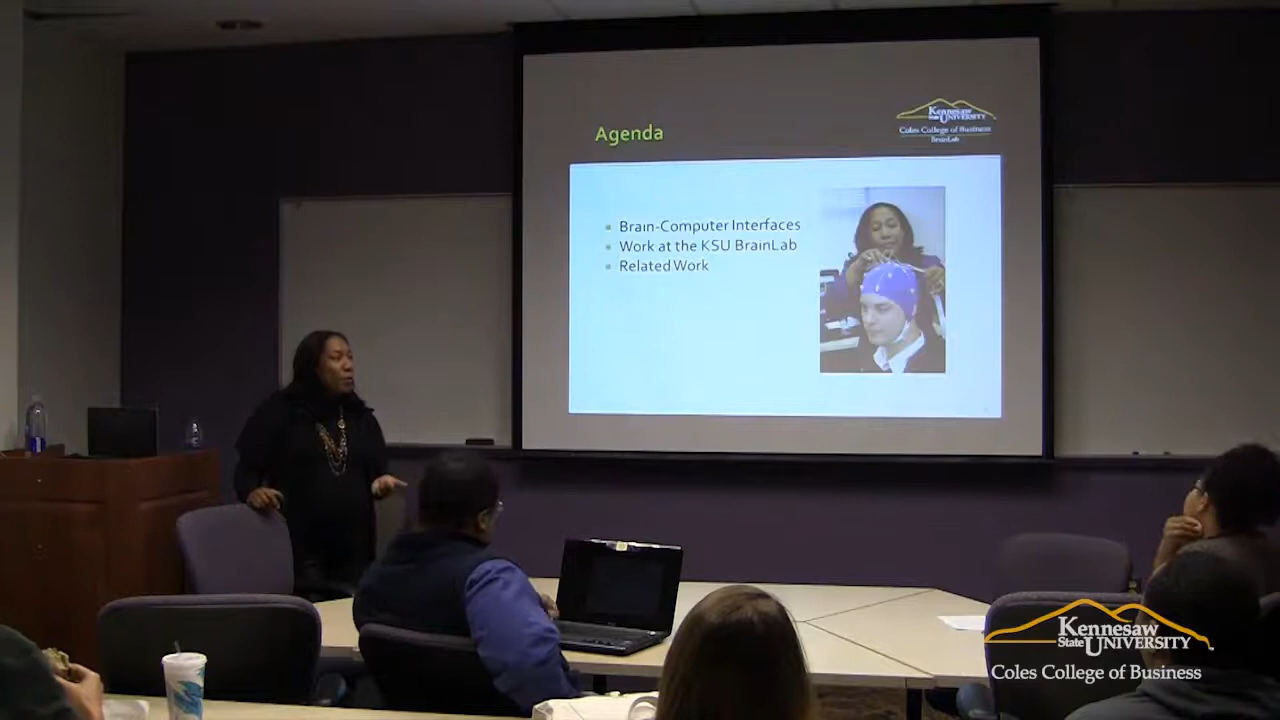 Agenda
Kennesaw
State UNIVERSITY
Coles College of Business
BrainLab
Brain-Computer Interfaces
Work at the KSU BrainLab
Related Work
Kennesaw
State UNIVERSITY
Coles College of Business